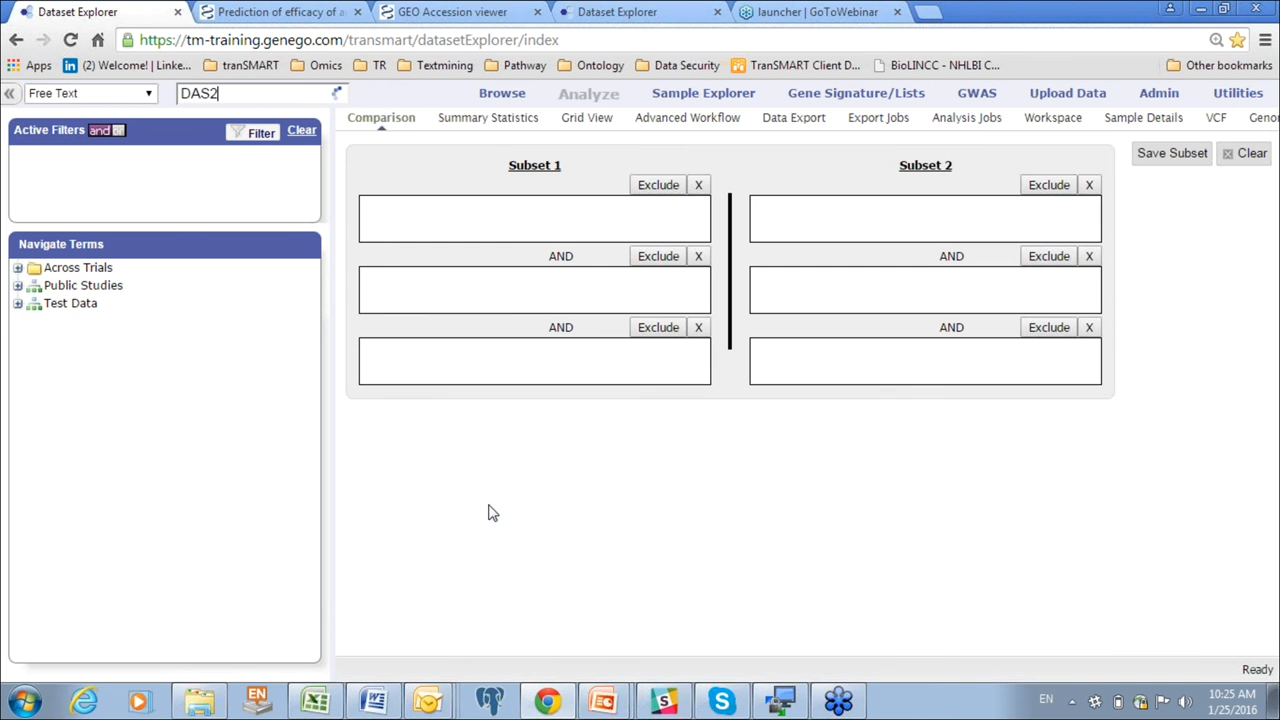 Dataset Explorer
Prediction of efficacy of a
GEO Accession viewer
Dataset Explorer
launcher | GoToWebinar
https://tm-training.genego.com/transmart/datasetExplorer/index
Apps
(2) Welcome! | Linke...
tranSMART
Omics
TR
Textmining
Pathway
Ontology
Data Security
TranSMART Client D...
BioLINCC - NHLBI C...
Other bookmarks
Free Text
DAS2
Browse
Analyze
Sample Explorer
Gene Signature/Lists
GWAS
Upload Data
Admin
Utilities
Comparison
Summary Statistics
Grid View
Advanced Workflow
Data Export
Export Jobs
Analysis Jobs
Workspace
Sample Details
VCF
Geno
Active Filters and or
Filter
Clear
Navigate Terms
Across Trials
Public Studies
Test Data
Subset 1
Subset 2
Save Subset
Clear
Exclude X
Exclude X
AND Exclude X
AND Exclude X
AND Exclude X
AND Exclude X
Ready
EN
EN
10:25 AM
1/25/2016